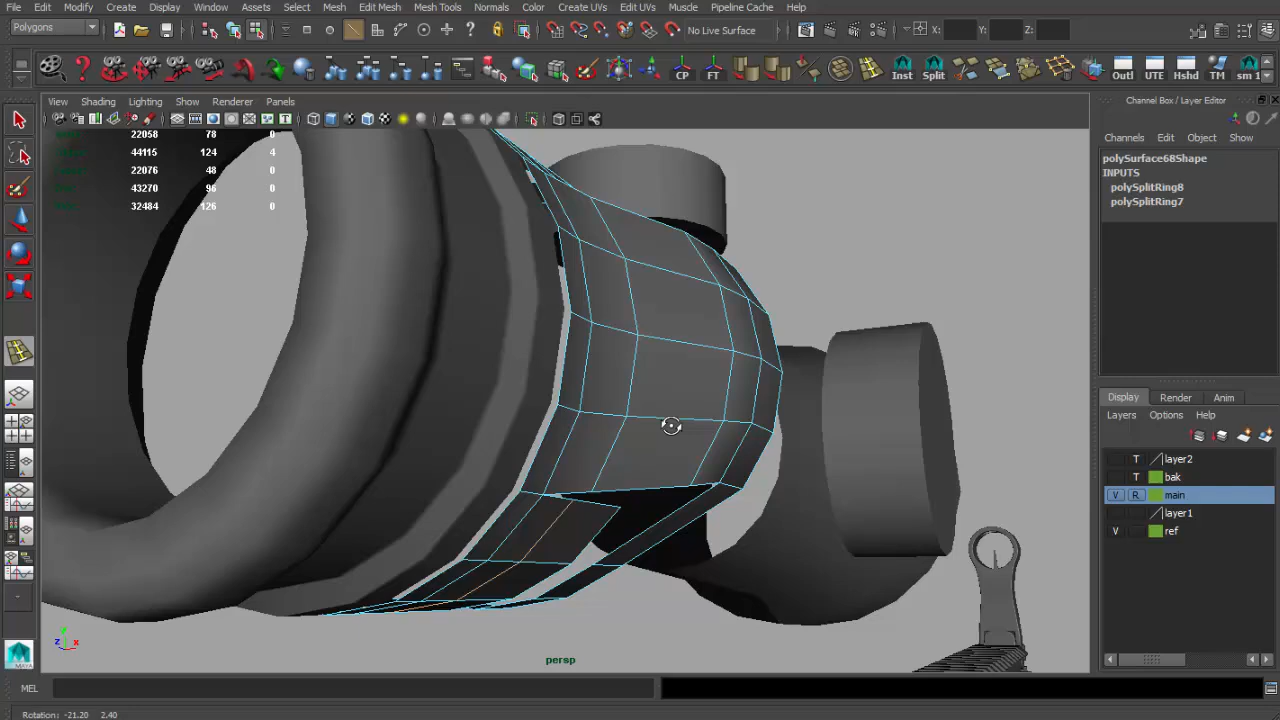 File Edit Modify Create Display Window Assets Select Mesh Edit Mesh Mesh Tools Normals Color Create UVs Edit UVs Muscle Pipeline Cache Help
Polygons
No Live Surface
X:
Y:
Z:
CP FT Inst Split Outl UTE Hshd TM sm 1
View Shading Lighting Show Renderer Panels
Channel Box / Layer Editor
Channels Edit Object Show
22058 78 0
44115 124 4
22076 48 0
43270 96 0
32484 126 0
polySurface68Shape
INPUTS
polySplitRing8
polySplitRing7
Display Render Anim
Layers Options Help
T layer2
T bak
V R main
layer1
V ref
y
z x
persp
MAYA
MEL
Rotation: -21.20 2.40